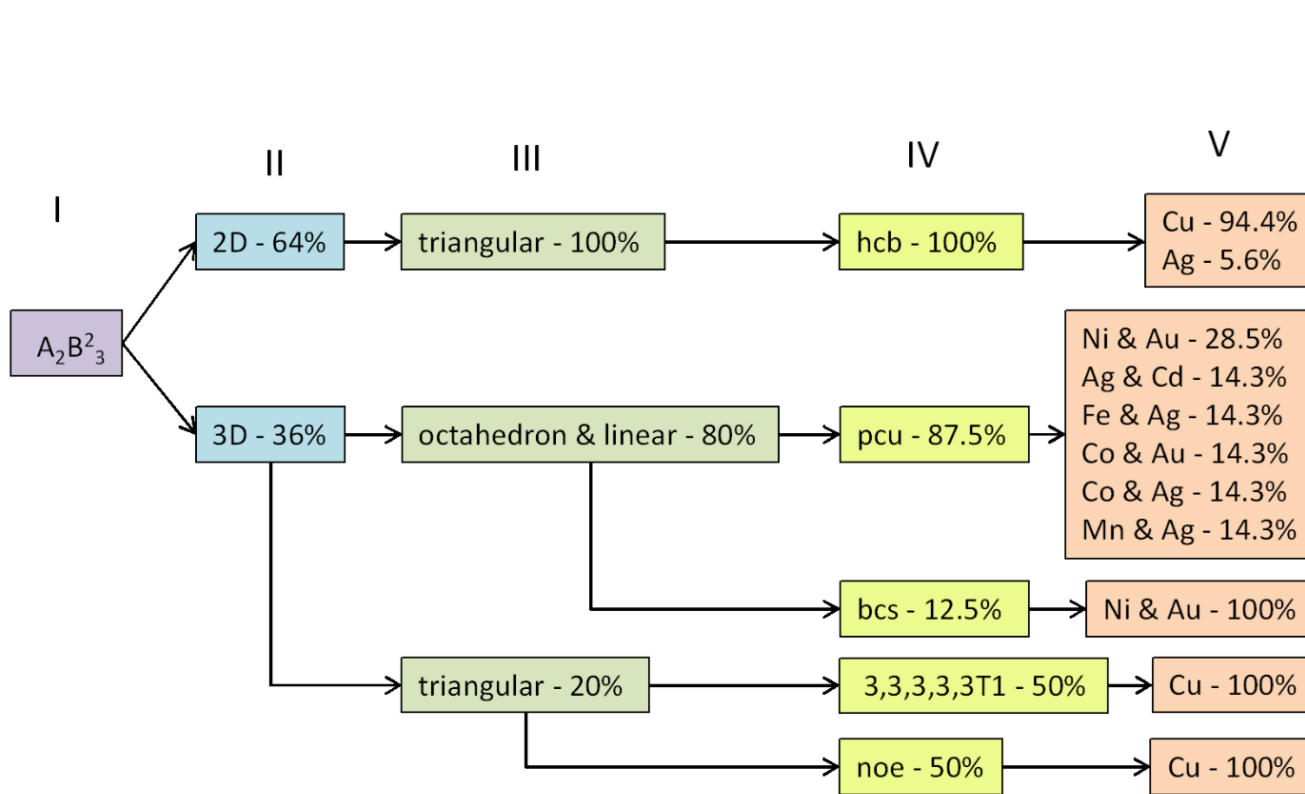 I
II
III
IV
V
A₂B²₃
2D - 64%
triangular - 100%
hcb - 100%
Cu - 94.4%
Ag - 5.6%
3D - 36%
octahedron & linear - 80%
pcu - 87.5%
Ni & Au - 28.5%
Ag & Cd - 14.3%
Fe & Ag - 14.3%
Co & Au - 14.3%
Co & Ag - 14.3%
Mn & Ag - 14.3%
bcs - 12.5%
Ni & Au - 100%
triangular - 20%
3,3,3,3,3T1 - 50%
Cu - 100%
noe - 50%
Cu - 100%